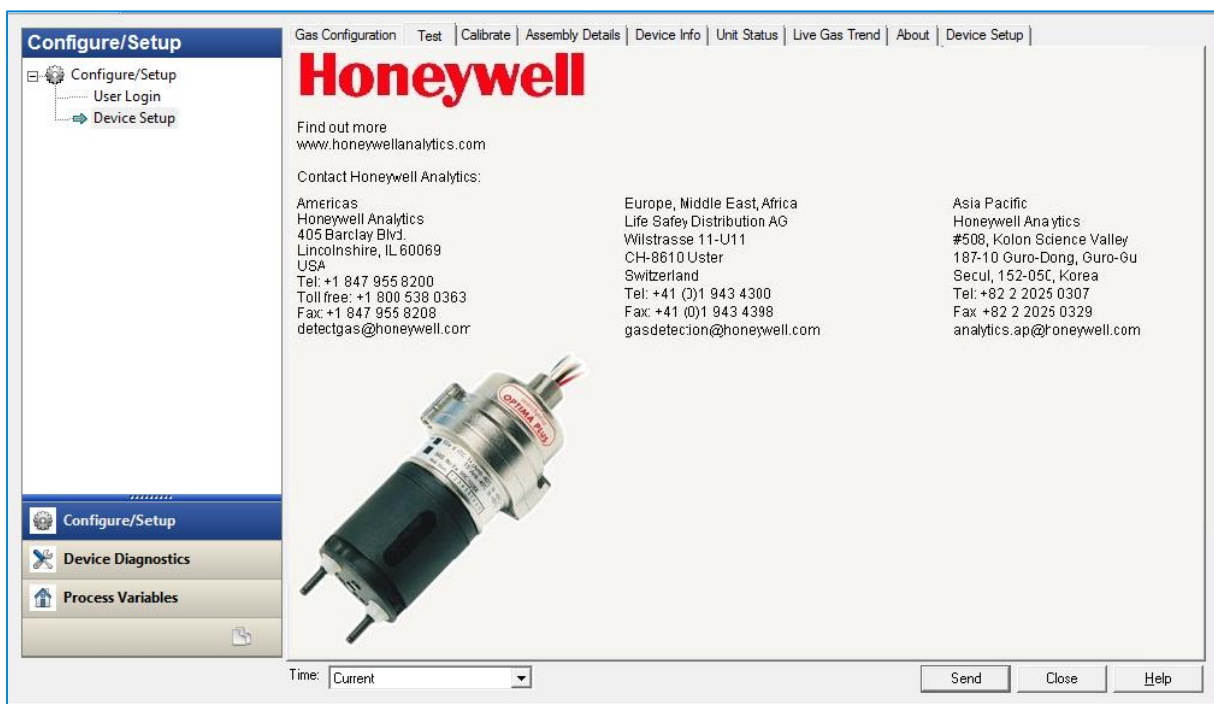 Configure/Setup
Configure/Setup
User Login
Device Setup
Configure/Setup
Device Diagnostics
Process Variables
Gas Configuration Test Calibrate Assembly Details Device Info Unit Status Live Gas Trend About Device Setup
Honeywell
Find out more
www.honeywellanalytics.com
Contact Honeywell Analytics:
Americas
Honeywell Analytics
405 Barclay Blvd.
Lincolnshire, IL 60069
USA
Tel: +1 847 955 8200
Toll free: +1 800 538 0363
Fax: +1 847 955 8208
detectgas@honeywell.com
Europe, Middle East, Africa
Life Safey Distribution AG
Wilstrasse 11-U11
CH-8610 Uster
Switzerland
Tel: +41 (0)1 943 4300
Fax: +41 (0)1 943 4398
gasdetection@honeywell.com
Asia Pacific
Honeywell Anaytics
#508, Kolon Science Valley
187-10 Guro-Dong, Guro-Gu
Secul, 152-050, Korea
Tel: +82 2 2025 0307
Fax +82 2 2025 0329
analytics.ap@honeywell.com
OPTIMA PLUS
Time: Current
Send Close Help